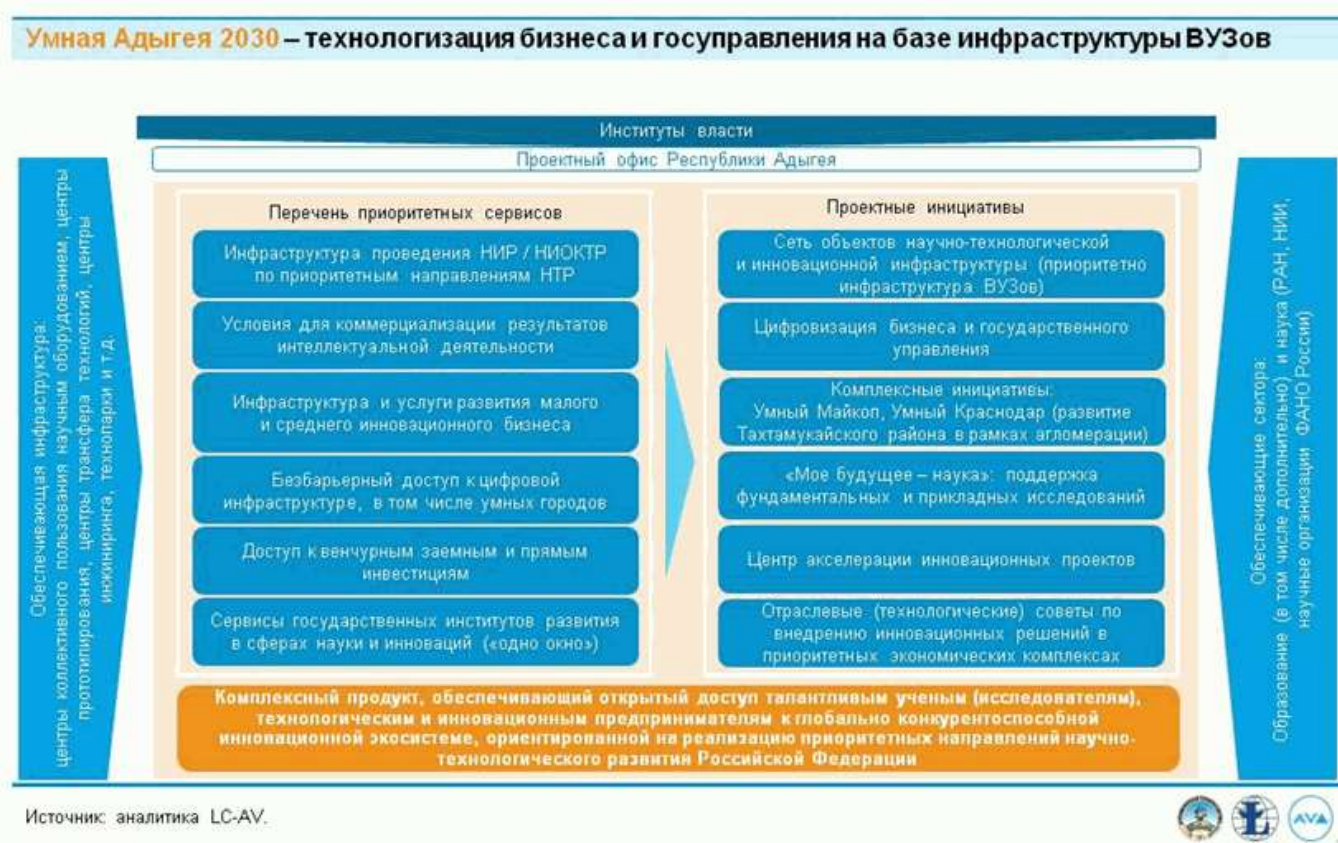 Умная Адыгея 2030 – технологизация бизнеса и госуправления на базе инфраструктуры ВУЗов
Институты власти
Проектный офис Республики Адыгея
Обеспечивающая инфраструктура:
центры коллективного пользования научным оборудованием, центры
прототипирования, центры трансфера технологий, центры
инжиниринга, технопарки и т.д.
Перечень приоритетных сервисов
Инфраструктура проведения НИР / НИОКТР
по приоритетным направлениям НТР
Условия для коммерциализации результатов
интеллектуальной деятельности
Инфраструктура и услуги развития малого
и среднего инновационного бизнеса
Безбарьерный доступ к цифровой
инфраструктуре, в том числе умных городов
Доступ к венчурным заемным и прямым
инвестициям
Сервисы государственных институтов развития
в сферах науки и инноваций («одно окно»)
Проектные инициативы
Сеть объектов научно-технологической
и инновационной инфраструктуры (приоритетно
инфраструктура ВУЗов)
Цифровизация бизнеса и государственного
управления
Комплексные инициативы:
Умный Майкоп, Умный Краснодар (развитие
Тахтамукайского района в рамках агломерации)
«Мое будущее – наука»: поддержка
фундаментальных и прикладных исследований
Центр акселерации инновационных проектов
Отраслевые (технологические) советы по
внедрению инновационных решений в
приоритетных экономических комплексах
Обеспечивающие сектора:
Образование (в том числе дополнительно) и наука (РАН, НИИ,
научные организации ФАНО России)
Комплексный продукт, обеспечивающий открытый доступ талантливым ученым (исследователям),
технологическим и инновационным предпринимателям к глобально конкурентоспособной
инновационной экосистеме, ориентированной на реализацию приоритетных направлений научно-
технологического развития Российской Федерации
Источник: аналитика LC-AV.
AVA